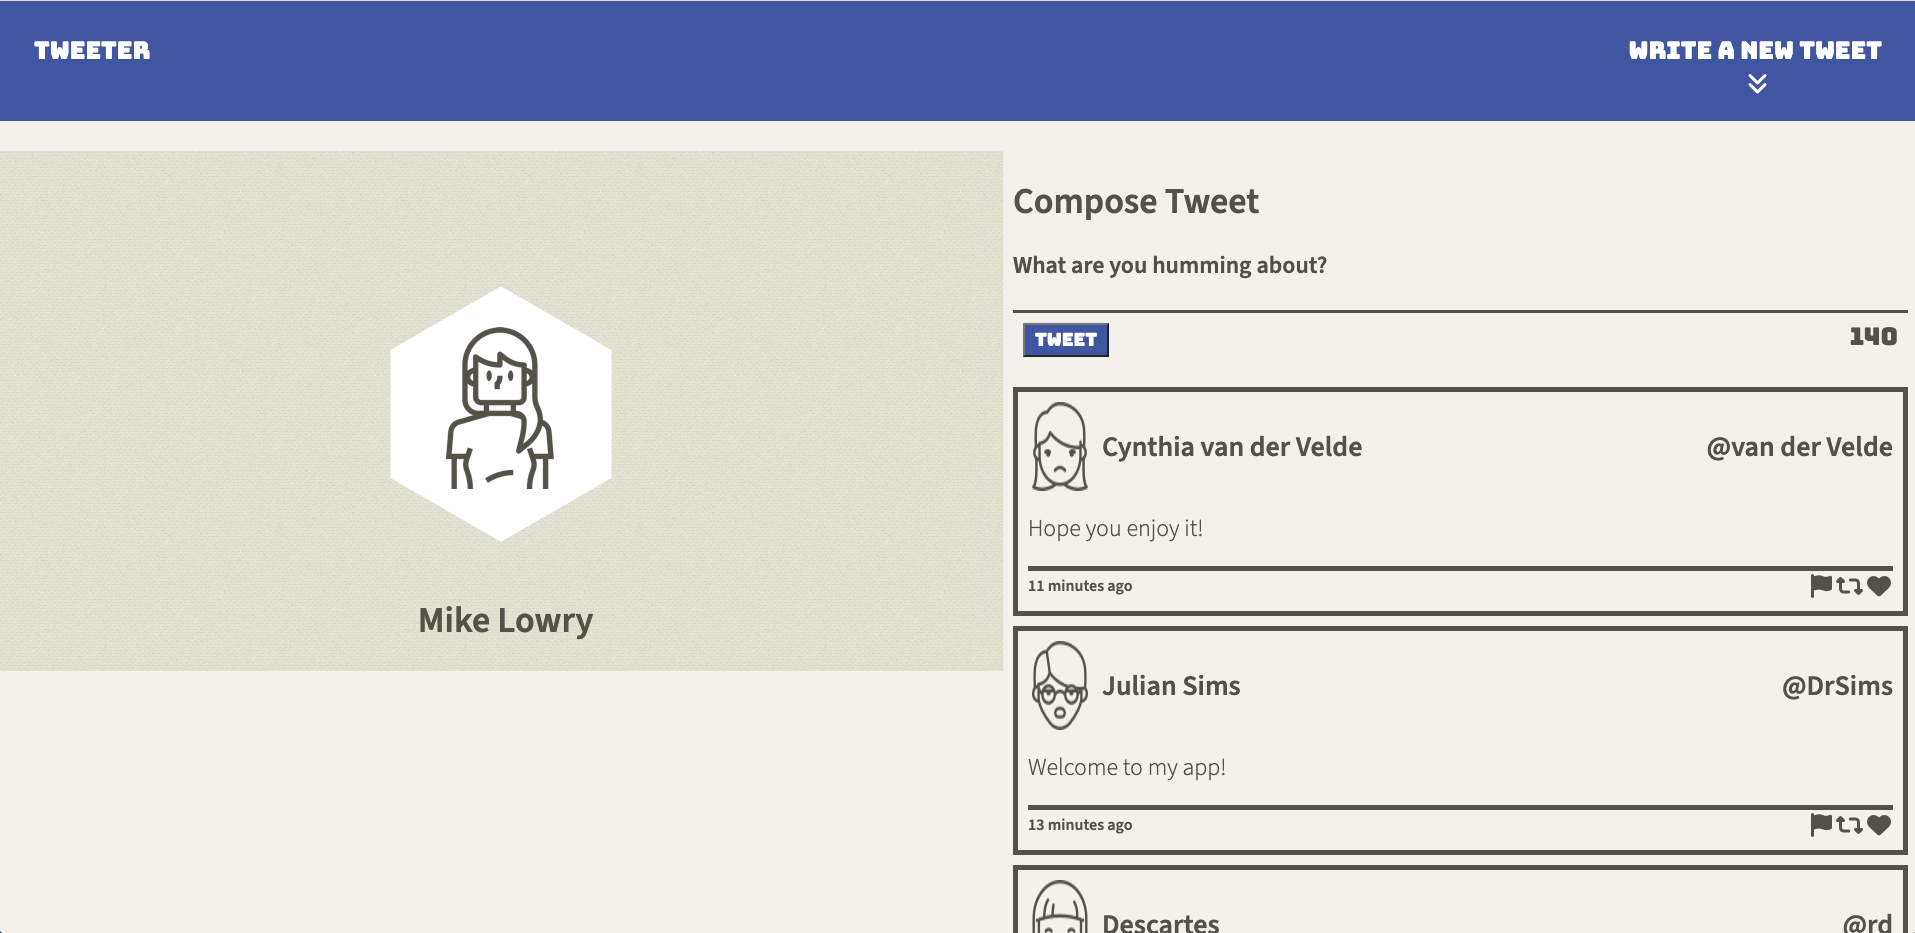 TWEETER
WRITE A NEW TWEET
Mike Lowry
Compose Tweet
What are you humming about?
TWEET
140
Cynthia van der Velde
@van der Velde
Hope you enjoy it!
11 minutes ago
Julian Sims
@DrSims
Welcome to my app!
13 minutes ago
Descartes
@rd